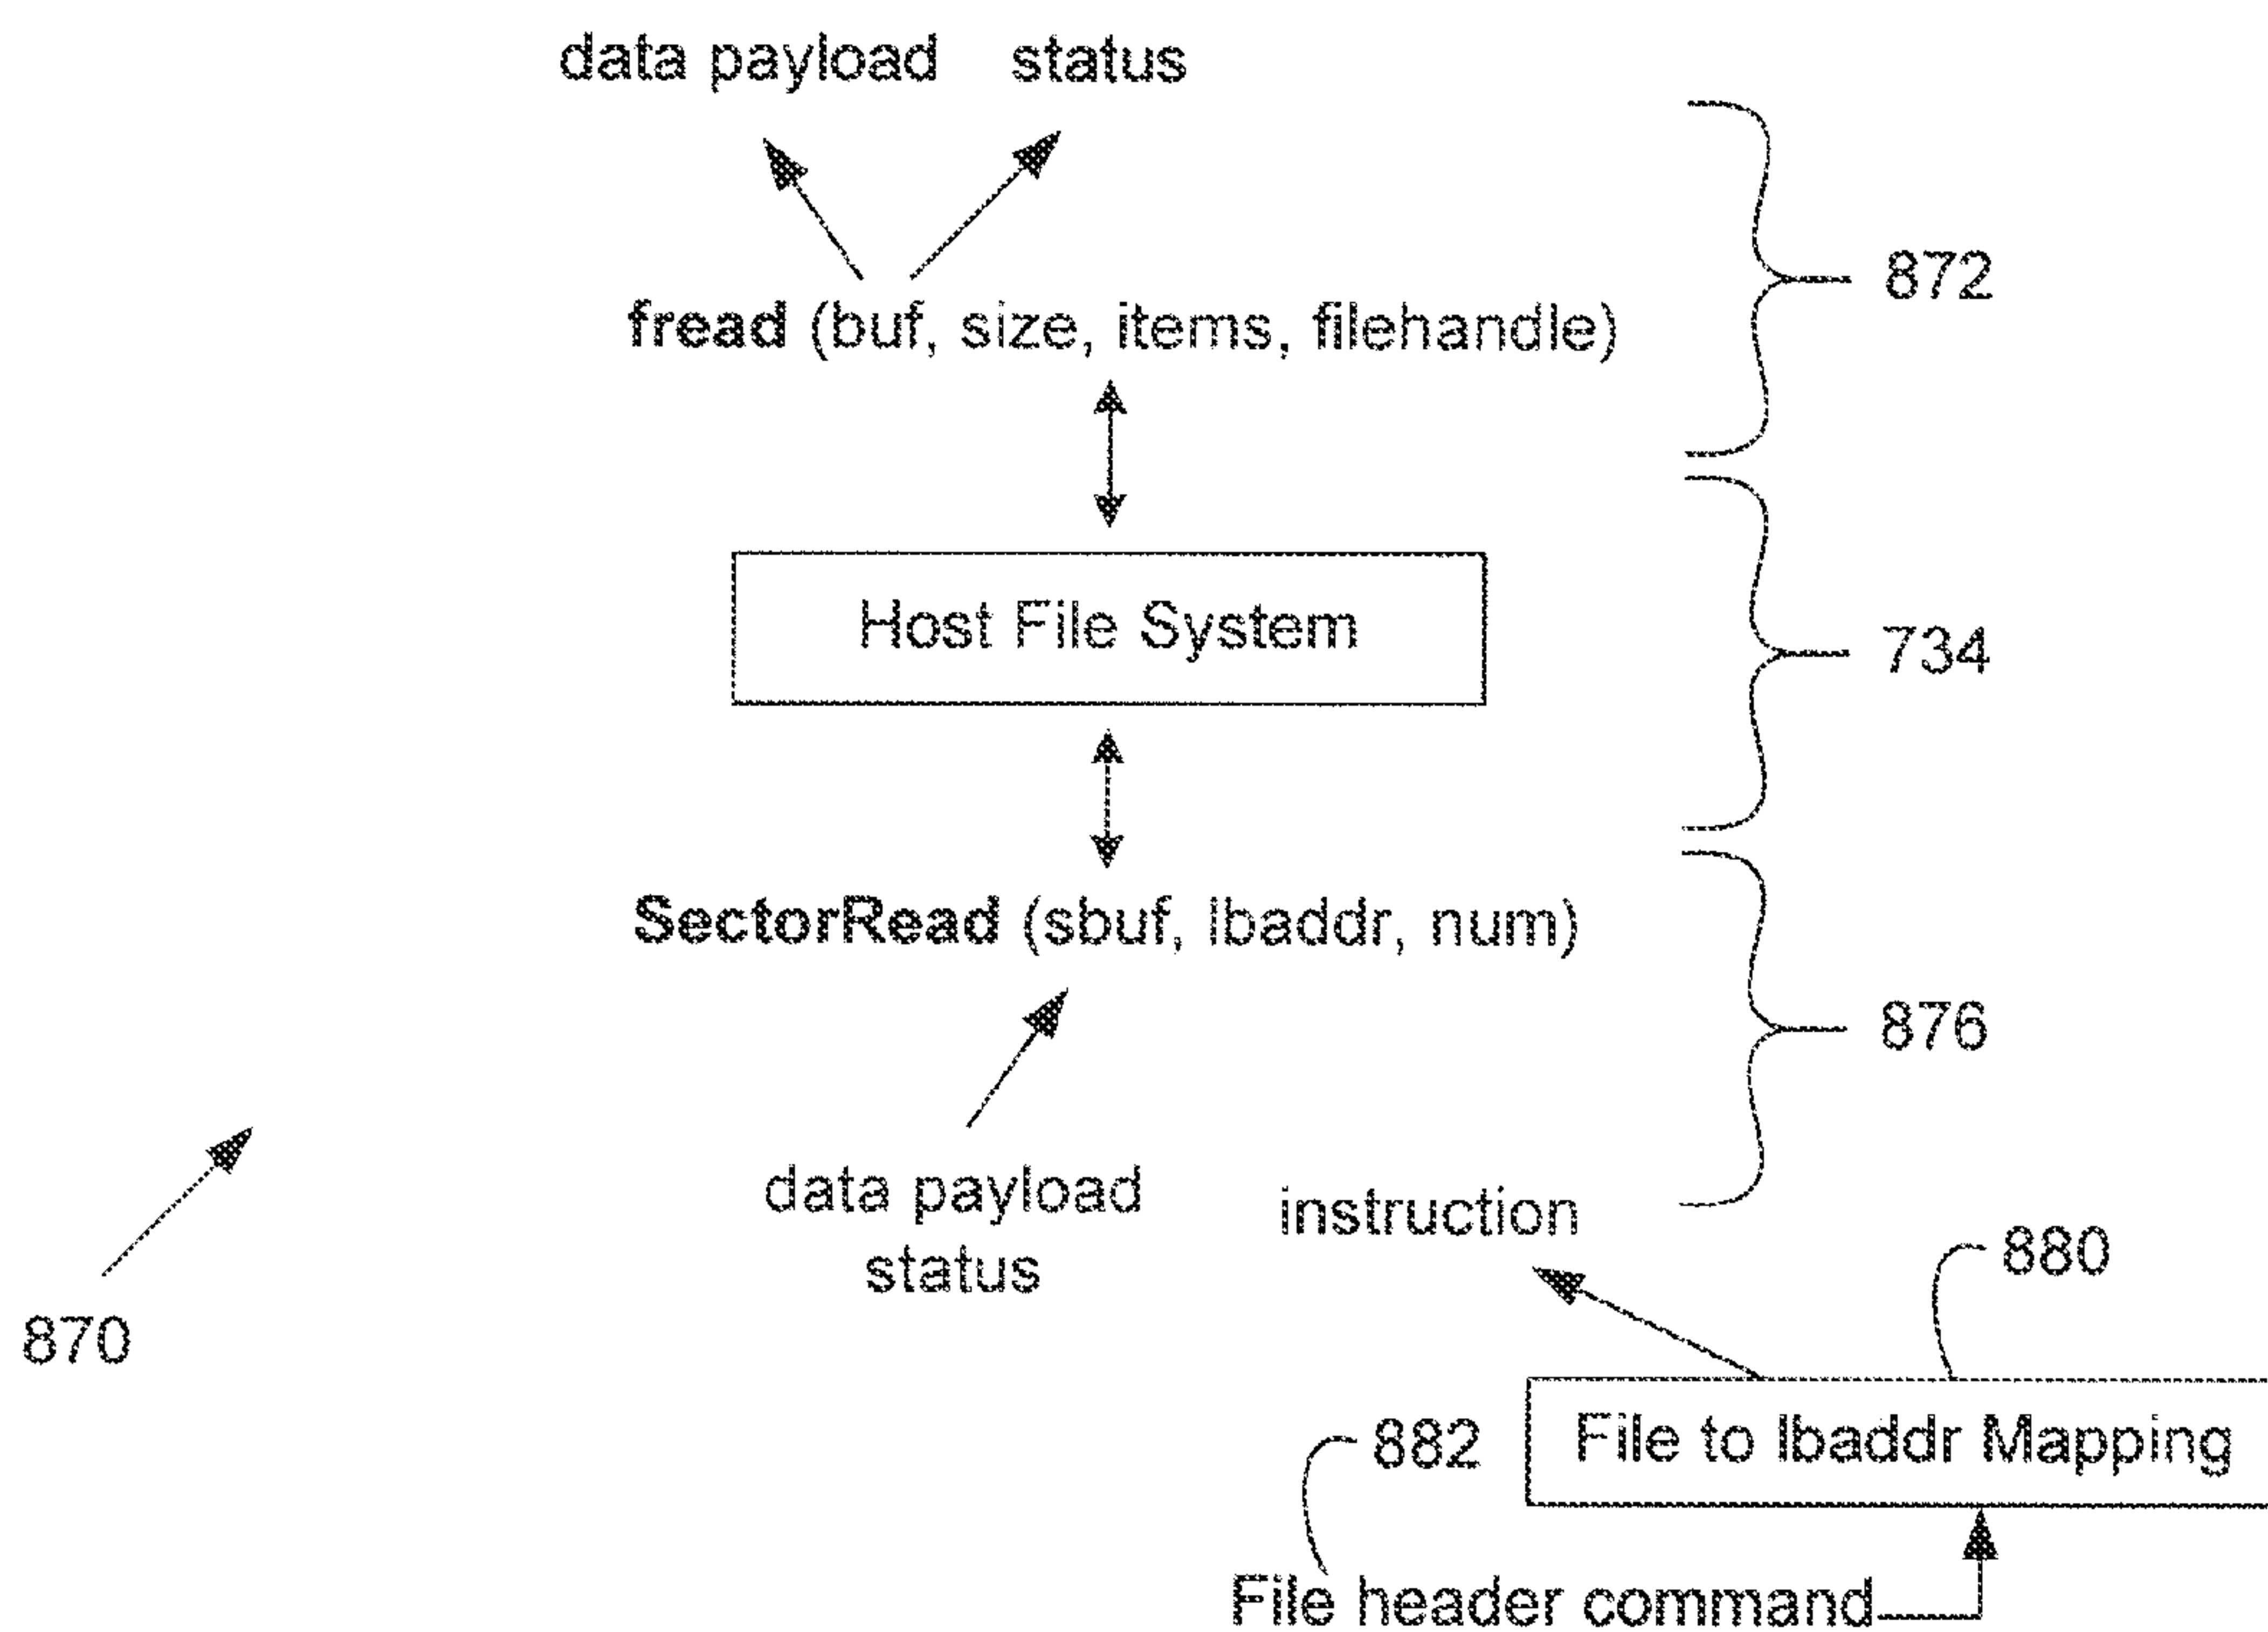 data payload status
872
fread (buf, size, items, filehandle)
Host File System
734
SectorRead (sbuf, lbaddr, num)
876
data payload
status
instruction
880
870
882
File to lbaddr Mapping
File header command